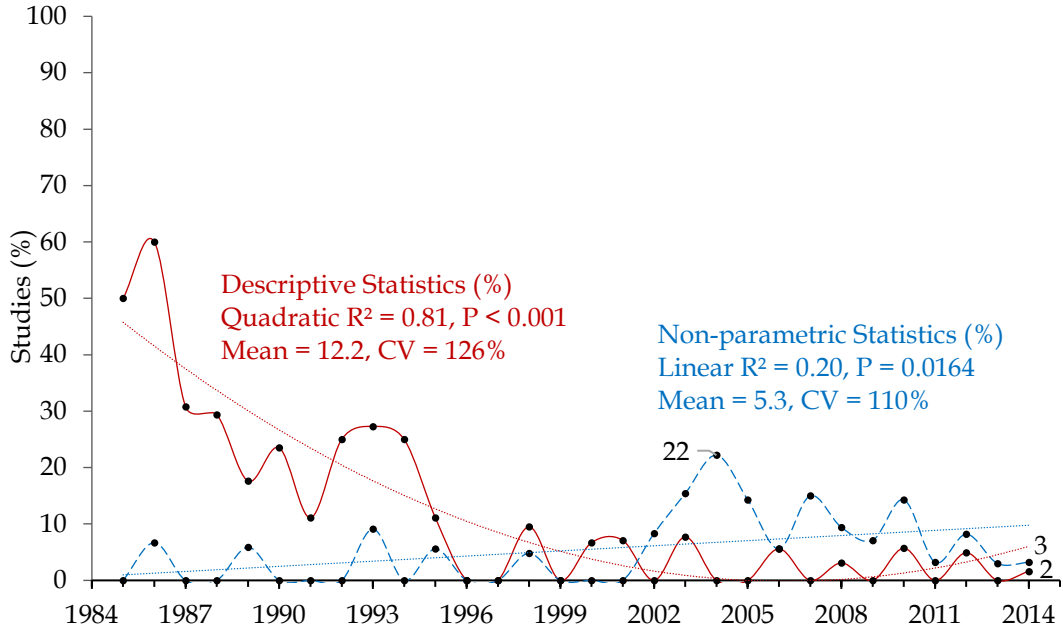 100
90
80
70
60
50
40
30
20
10
0
Studies (%)
Descriptive Statistics (%)
Quadratic R² = 0.81, P < 0.001
Mean = 12.2, CV = 126%
Non-parametric Statistics (%)
Linear R² = 0.20, P = 0.0164
Mean = 5.3, CV = 110%
22
3
2
1984 1987 1990 1993 1996 1999 2002 2005 2008 2011 2014